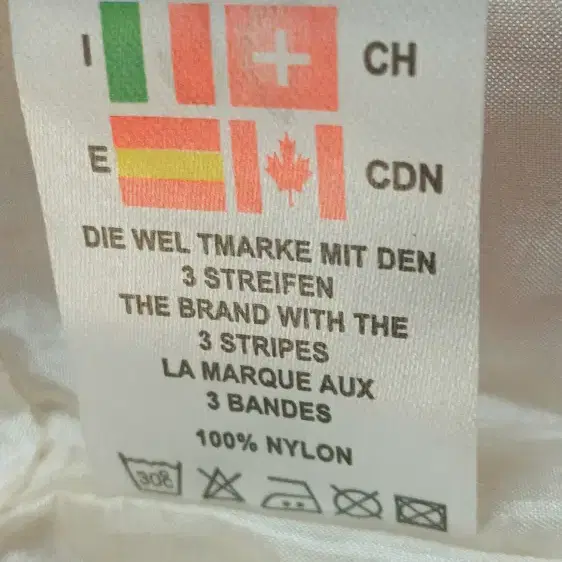 I CH
E CDN
DIE WEL TMARKE MIT DEN
3 STREIFEN
THE BRAND WITH THE
3 STRIPES
LA MARQUE AUX
3 BANDES
100% NYLON